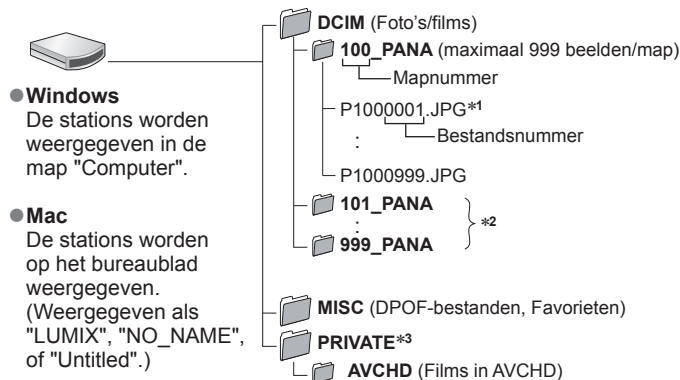 ●Windows
De stations worden
weergegeven in de
map "Computer".
●Mac
De stations worden
op het bureaublad
weergegeven.
(Weergegeven als
"LUMIX", "NO_NAME",
of "Untitled".)
DCIM (Foto's/films)
100_PANA (maximaal 999 beelden/map)
Mapnummer
P1000001.JPG*1
Bestandsnummer
:
P1000999.JPG
101_PANA
:
*2
999_PANA
MISC (DPOF-bestanden, Favorieten)
PRIVATE*3
AVCHD (Films in AVCHD)